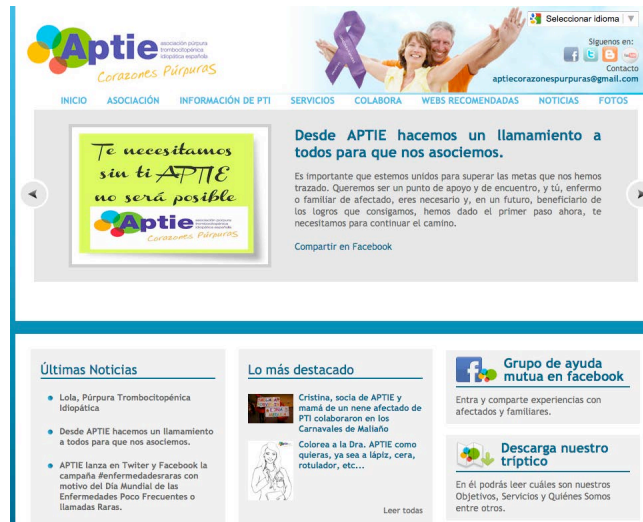 Seleccionar idioma
Aptie asociación púrpura
trombocitopénica
idiopática española
Corazones Púrpuras
Siguenos en:
Contacto
aptiecorazonespurpuras@gmail.com
INICIO ASOCIACIÓN INFORMACIÓN DE PTI SERVICIOS COLABORA WEBS RECOMENDADAS NOTICIAS FOTOS
Te necesitamos
sin ti APTIE
no será posible
Aptie asociación púrpura
trombocitopénica
idiopática española
Corazones Púrpuras
Desde APTIE hacemos un llamamiento a
todos para que nos asociemos.
Es importante que estemos unidos para superar las metas que nos hemos
trazado. Queremos ser un punto de apoyo y de encuentro, y tú, enfermo
o familiar de afectado, eres necesario y, en un futuro, beneficiario de
los logros que consigamos, hemos dado el primer paso ahora, te
necesitamos para continuar el camino.
Compartir en Facebook
Últimas Noticias
Lola, Púrpura Trombocitopénica
Idiopática
Desde APTIE hacemos un llamamiento
a todos para que nos asociemos.
APTIE lanza en Twiter y Facebook la
campaña #enfermedadesraras con
motivo del Día Mundial de las
Enfermedades Poco Frecuentes o
llamadas Raras.
Lo más destacado
Cristina, socia de APTIE y
mamá de un nene afectado de
PTI colaboraron en los
Carnavales de Maliaño
Colorea a la Dra. APTIE como
quieras, ya sea a lápiz, cera,
rotulador, etc...
Leer todas
Grupo de ayuda
mutua en facebook
Entra y comparte experiencias con
afectados y familiares.
Descarga nuestro
tríptico
En él podrás leer cuáles son nuestros
Objetivos, Servicios y Quiénes Somos
entre otros.